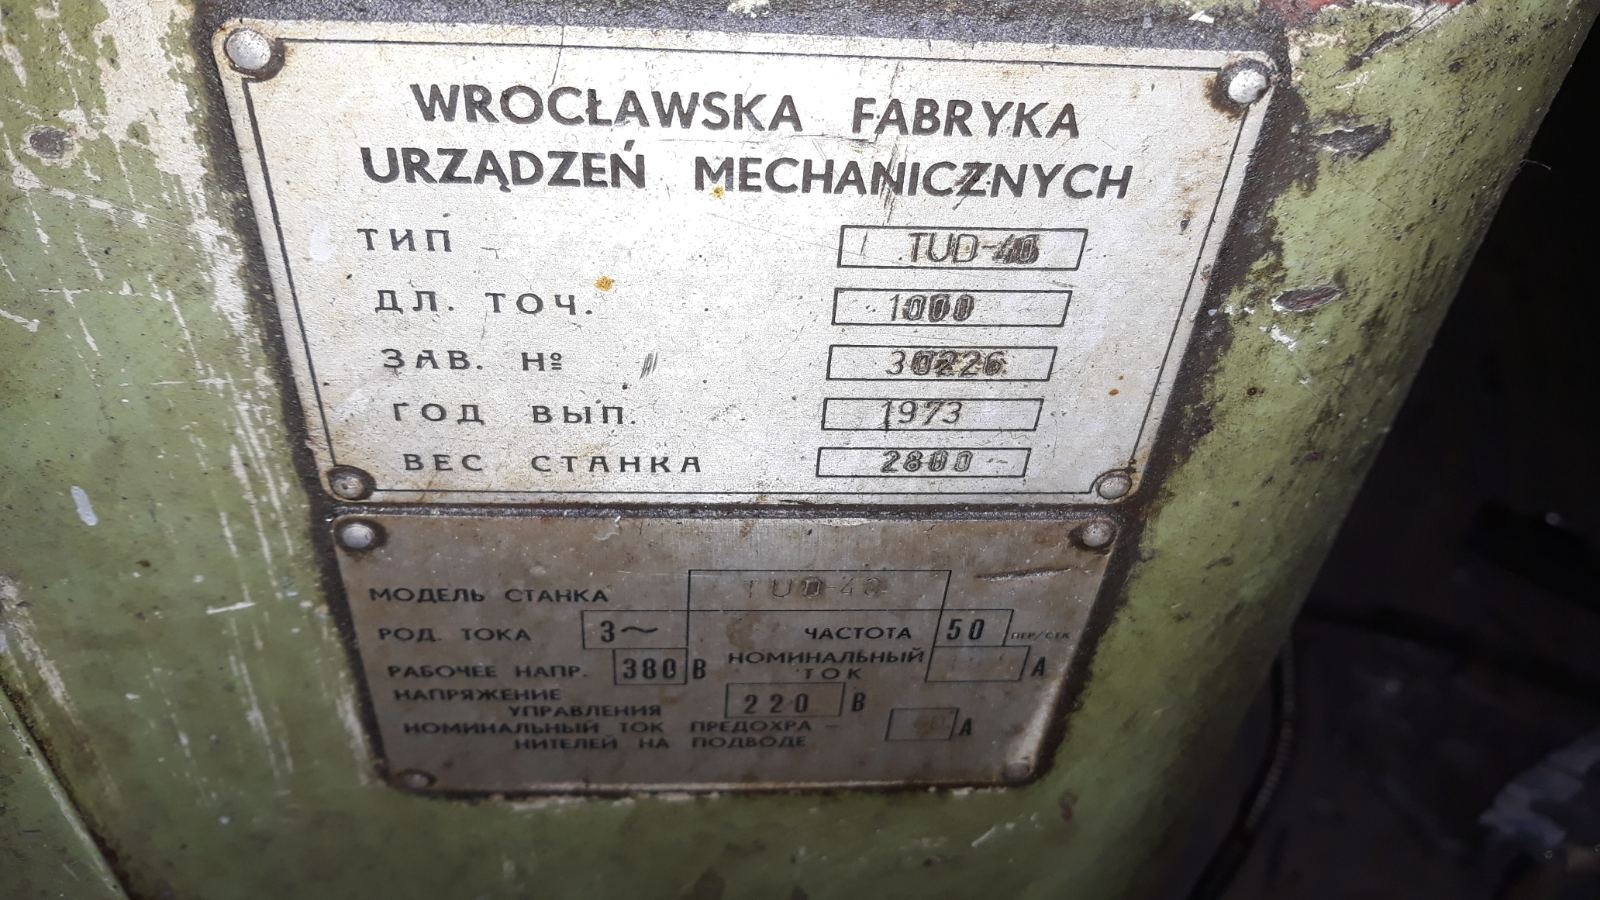 WROCŁAWSKA FABRYKA
URZĄDZEŃ MECHANICZNYCH
ТИП TUD-40
ДЛ. ТОЧ. 1000
ЗАВ. № 30226
ГОД ВЫП. 1973
ВЕС СТАНКА 2800
МОДЕЛЬ СТАНКА TUD-40
РОД. ТОКА 3~ ЧАСТОТА 50 ПЕР/СЕК
РАБОЧЕЕ НАПР. 380 В НОМИНАЛЬНЫЙ ТОК А
НАПРЯЖЕНИЕ
УПРАВЛЕНИЯ 220 В
НОМИНАЛЬНЫЙ ТОК ПРЕДОХРА-
НИТЕЛЕЙ НА ПОДВОДЕ А